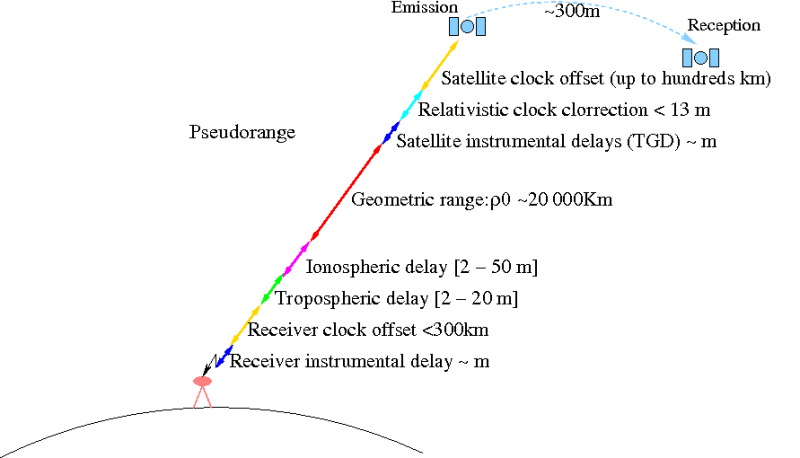 Emission
~300m
Reception
Satellite clock offset (up to hundreds km)
Relativistic clock clorrection < 13 m
Pseudorange
Satellite instrumental delays (TGD) ~ m
Geometric range:ρ0 ~20 000Km
Ionospheric delay [2 – 50 m]
Tropospheric delay [2 – 20 m]
Receiver clock offset <300km
Receiver instrumental delay ~ m